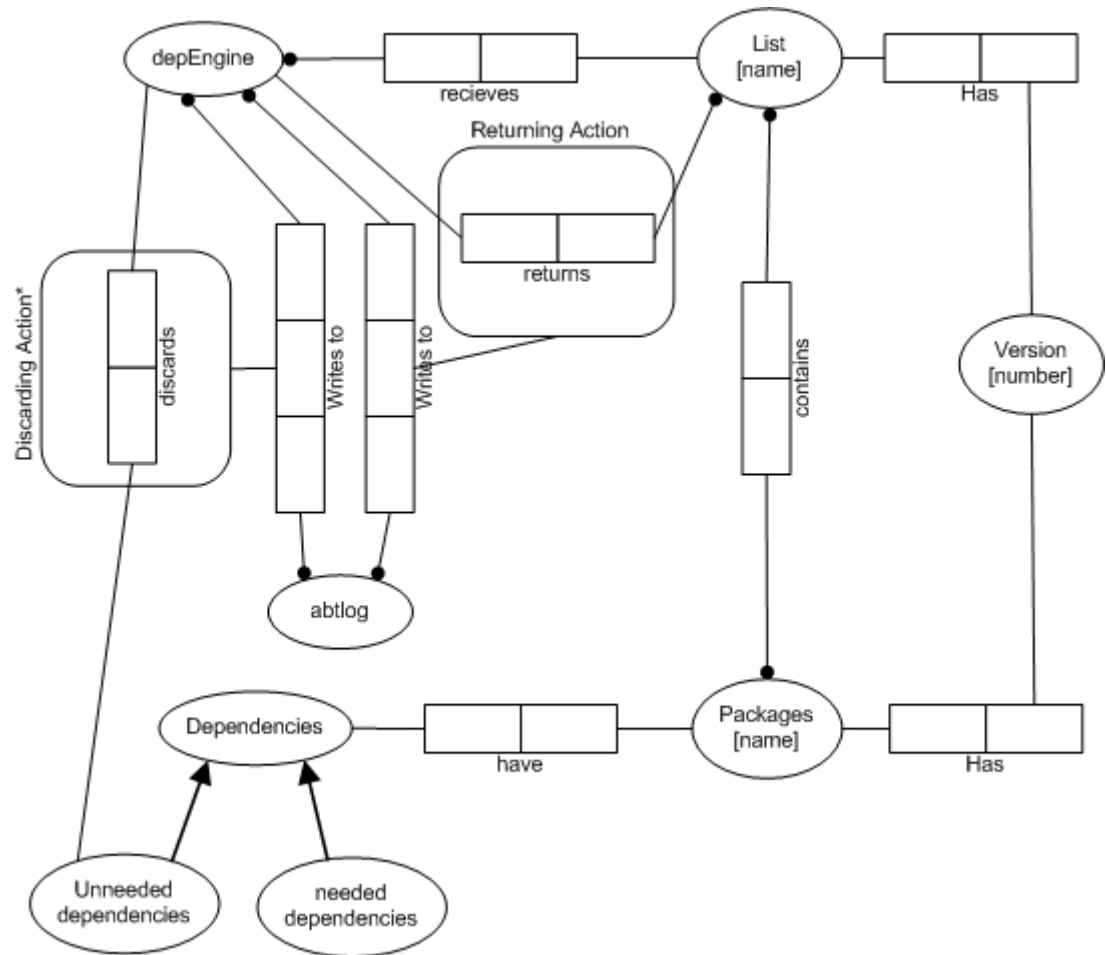 depEngine
List
[name]
recieves
Has
Returning Action
returns
Discarding Action*
discards
Writes to
Writes to
contains
Version
[number]
abtlog
Dependencies
have
Packages
[name]
Has
Unneeded
dependencies
needed
dependencies